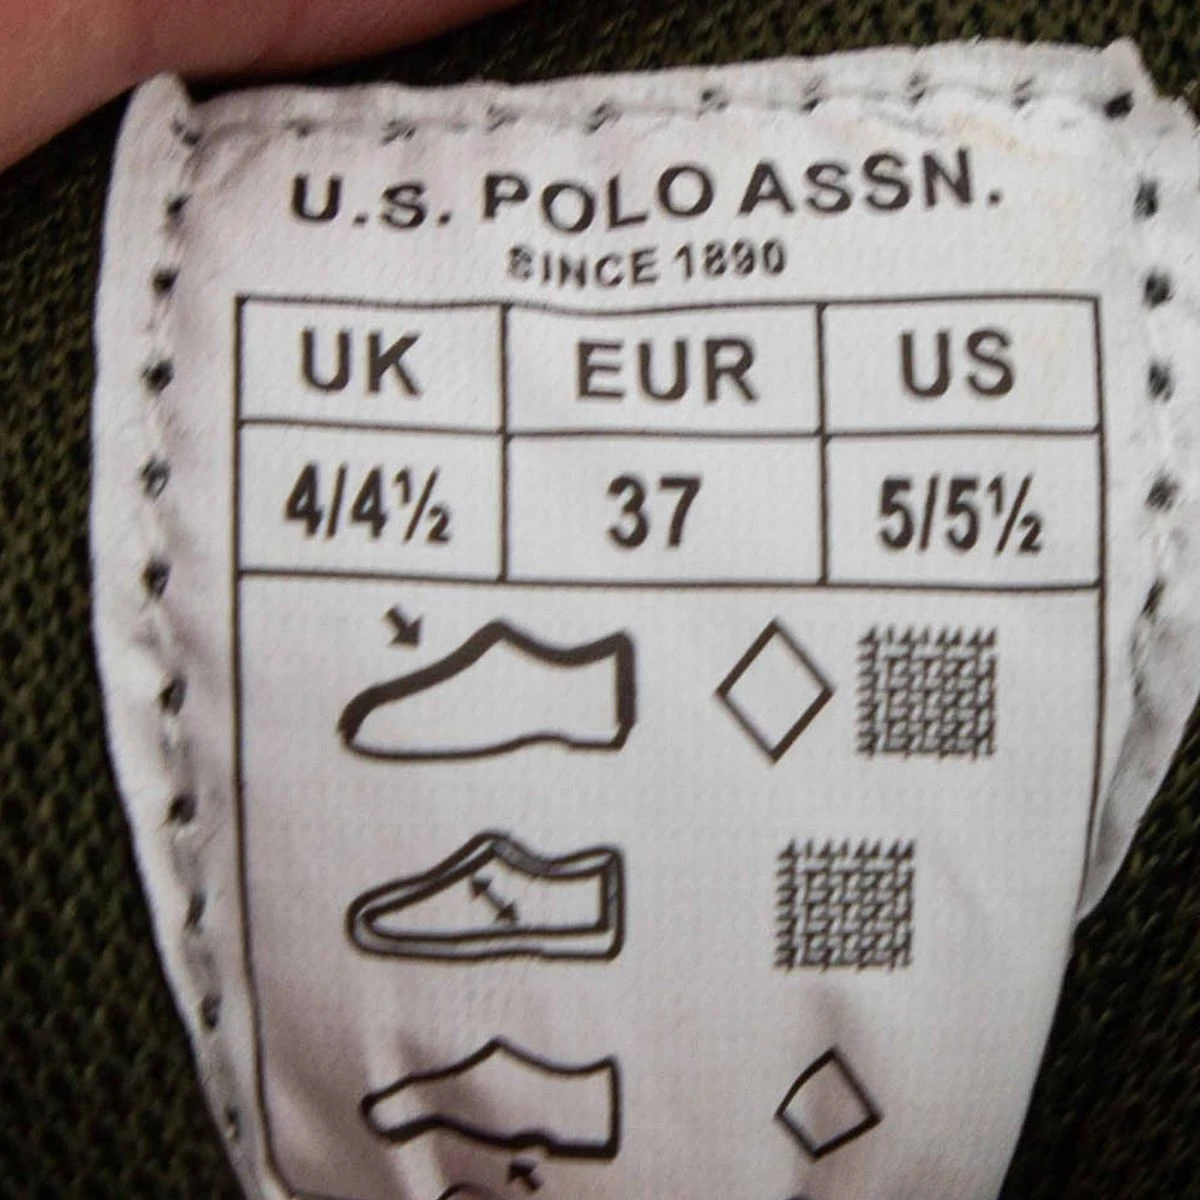 U.S. POLO ASSN.
SINCE 1890
UK EUR US
4/4½ 37 5/5½